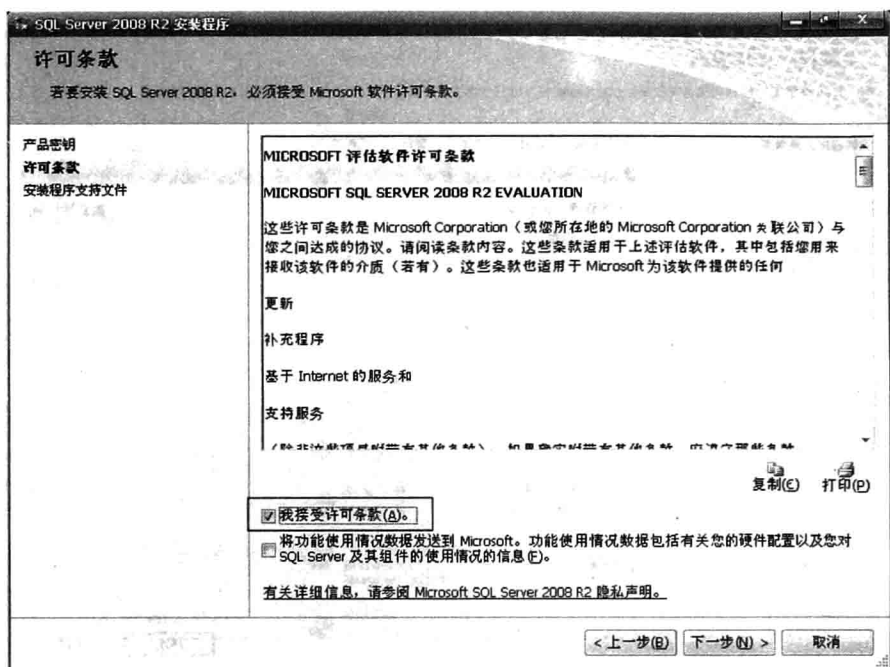 SQL Server 2008 R2 安装程序
许可条款
若要安装 SQL Server 2008 R2，必须接受 Microsoft 软件许可条款。
产品密钥
许可条款
安装程序支持文件
MICROSOFT 评估软件许可条款
MICROSOFT SQL SERVER 2008 R2 EVALUATION
这些许可条款是 Microsoft Corporation（或您所在地的 Microsoft Corporation 关联公司）与
您之间达成的协议。请阅读条款内容。这些条款适用于上述评估软件，其中包括您用来
接收该软件的介质（若有）。这些条款也适用于 Microsoft 为该软件提供的任何
更新
补充程序
基于 Internet 的服务和
支持服务
复制(C) 打印(P)
我接受许可条款(A)。
将功能使用情况数据发送到 Microsoft。功能使用情况数据包括有关您的硬件配置以及您对
SQL Server 及其组件的使用情况的信息(F)。
有关详细信息，请参阅 Microsoft SQL Server 2008 R2 隐私声明。
< 上一步(B) 下一步(N) > 取消